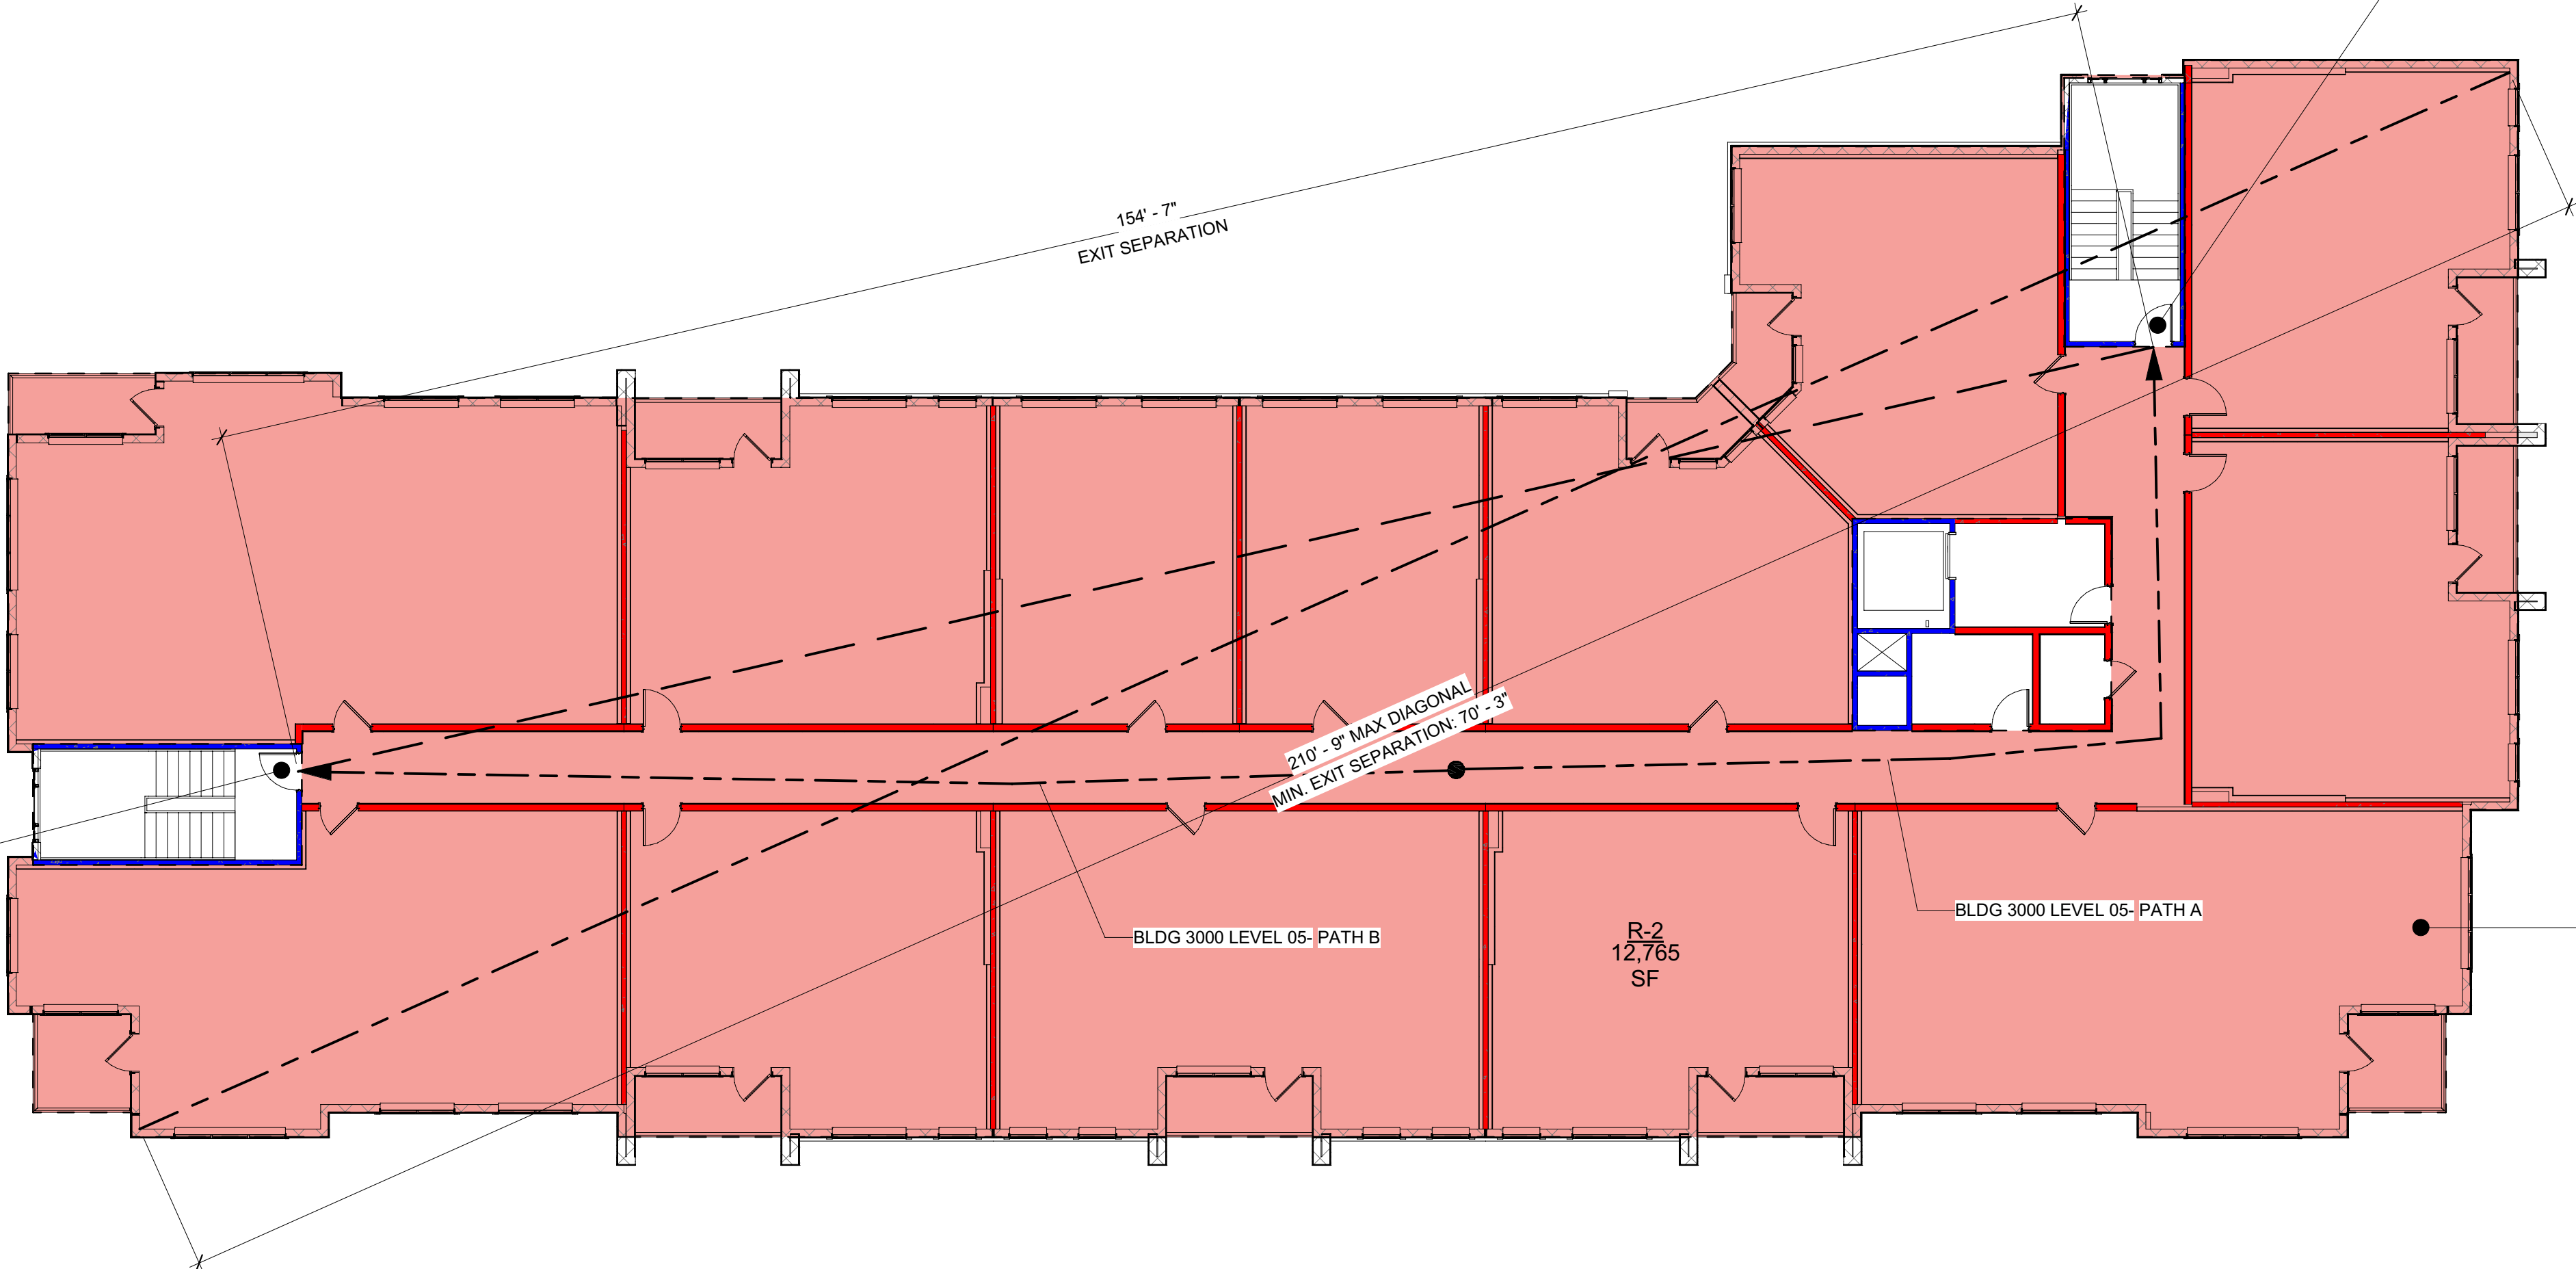 154' - 7"
EXIT SEPARATION
210' - 9" MAX DIAGONAL
MIN. EXIT SEPARATION: 70' - 3"
BLDG 3000 LEVEL 05- PATH A
BLDG 3000 LEVEL 05- PATH B
R-2
12,765
SF